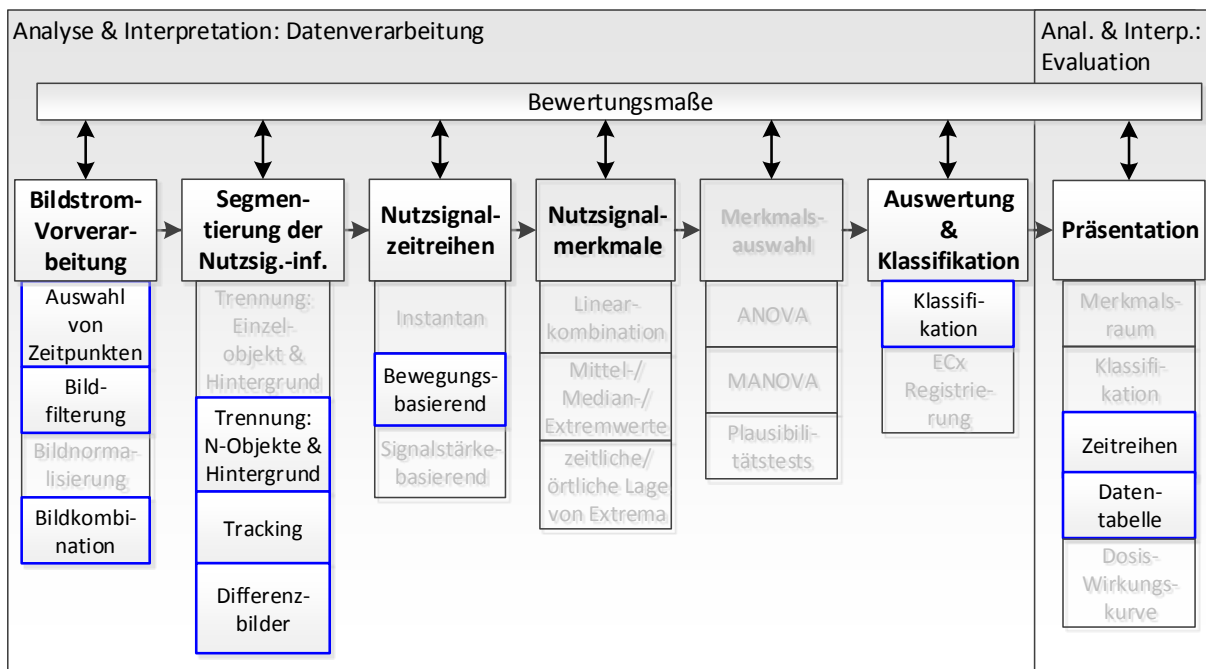 Analyse & Interpretation: Datenverarbeitung
Anal. & Interp.:
Evaluation
Bewertungsmaße
Bildstrom-
Vorverar-
beitung
Auswahl
von
Zeitpunkten
Bild-
filterung
Bildnorma-
lisierung
Bildkombi-
nation
Segmen-
tierung der
Nutzsig.-inf.
Trennung:
Einzel-
objekt &
Hintergrund
Trennung:
N-Objekte &
Hintergrund
Tracking
Differenz-
bilder
Nutzsignal-
zeitreihen
Instantan
Bewegungs-
basierend
Signalstärke-
basierend
Nutzsignal-
merkmale
Linear-
kombination
Mittel-/
Median-/
Extremwerte
zeitliche/
örtliche Lage
von Extrema
Merkmals-
auswahl
ANOVA
MANOVA
Plausibili-
tätstests
Auswertung
&
Klassifikation
Klassifi-
kation
ECx
Registrie-
rung
Präsentation
Merkmals-
raum
Klassifi-
kation
Zeitreihen
Daten-
tabelle
Dosis-
Wirkungs-
kurve